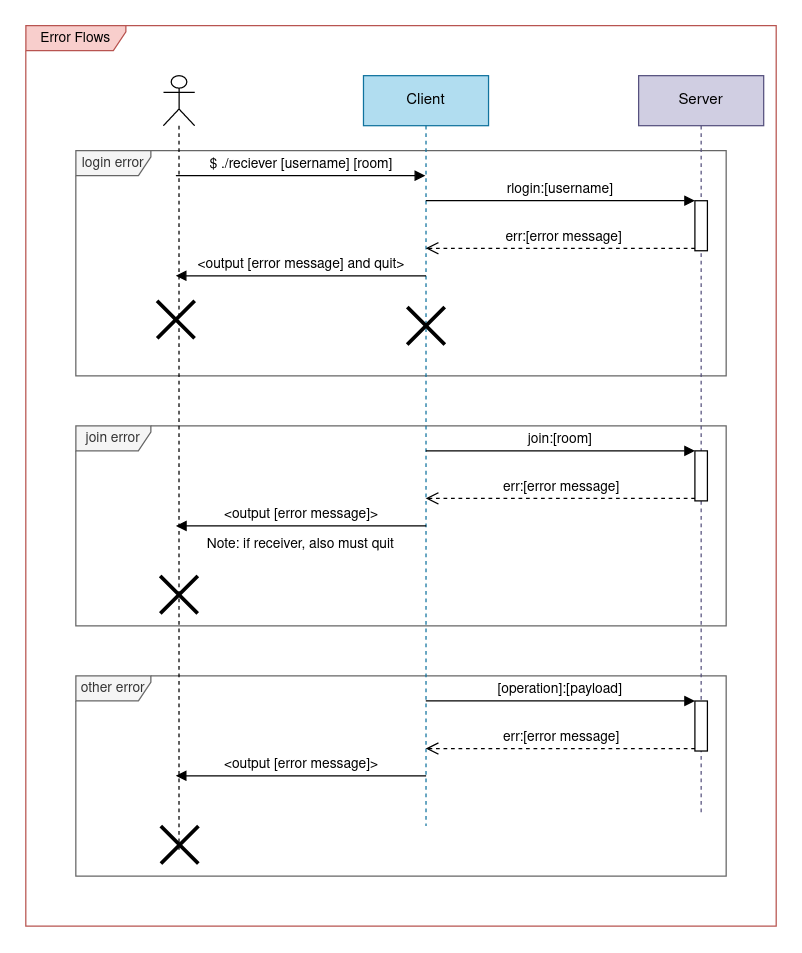 Error Flows
Client
Server
login error
$ ./reciever [username] [room]
rlogin:[username]
err:[error message]
<output [error message] and quit>
join error
join:[room]
err:[error message]
<output [error message]>
Note: if receiver, also must quit
other error
[operation]:[payload]
err:[error message]
<output [error message]>